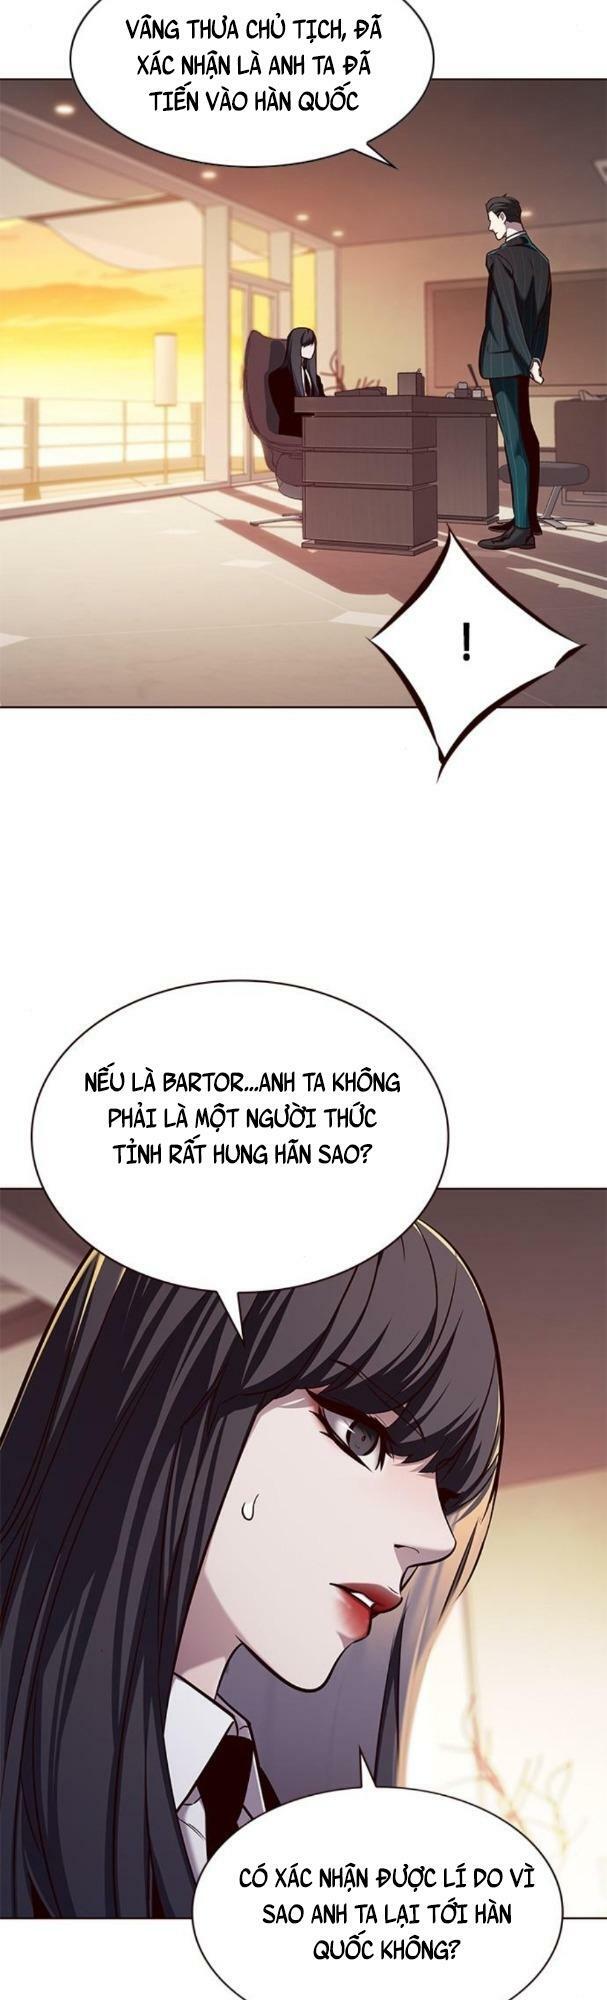 VÂNG THƯA CHỦ TỊCH, ĐÃ
XÁC NHẬN LÀ ANH TA ĐÃ
TIẾN VÀO HÀN QUỐC
!
NẾU LÀ BARTOR...ANH TA KHÔNG
PHẢI LÀ MỘT NGƯỜI THỨC
TỈNH RẤT HUNG HÃN SAO?
CÓ XÁC NHẬN ĐƯỢC LÍ DO VÌ
SAO ANH TA LẠI TỚI HÀN
QUỐC KHÔNG?